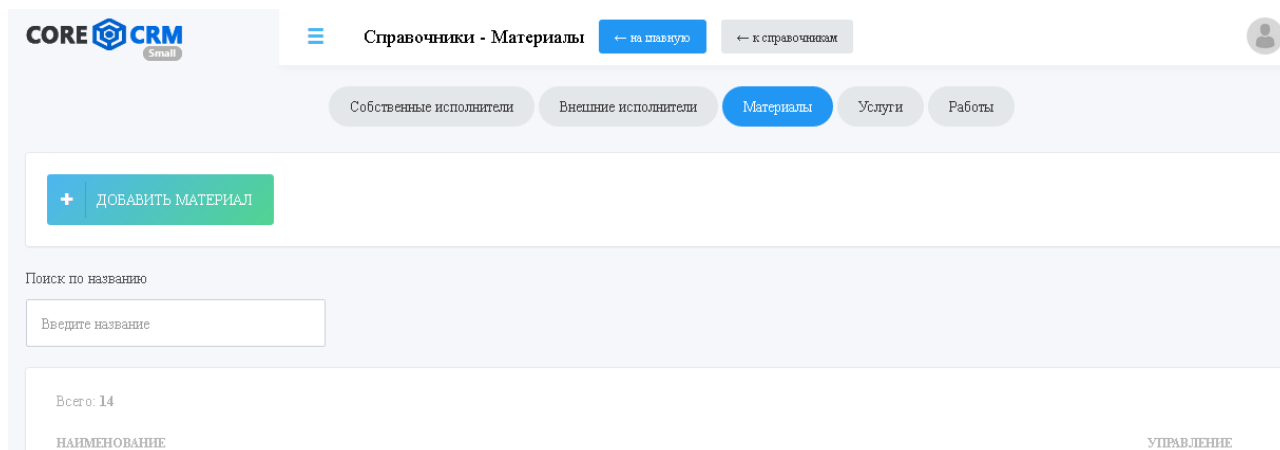 CORE CRM
Small
Справочники - Материалы ← на главную ← к справочникам
Собственные исполнители Внешние исполнители Материалы Услуги Работы
+ ДОБАВИТЬ МАТЕРИАЛ
Поиск по названию
Введите название
Всего: 14
НАИМЕНОВАНИЕ УПРАВЛЕНИЕ